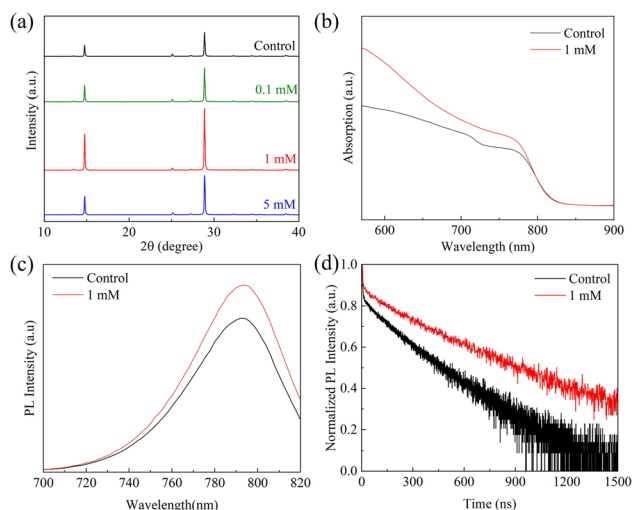 (a)
Intensity (a.u.)
Control
0.1 mM
1 mM
5 mM
10 20 30 40
2θ (degree)
(b)
Absorption (a.u.)
Control
1 mM
600 700 800 900
Wavelength (nm)
(c)
PL Intensity (a.u)
Control
1 mM
700 720 740 760 780 800 820
Wavelength(nm)
(d)
Normalized PL Intensity (a.u.)
1.0
0.8
0.6
0.4
0.2
0.0
Control
1 mM
0 300 600 900 1200 1500
Time (ns)